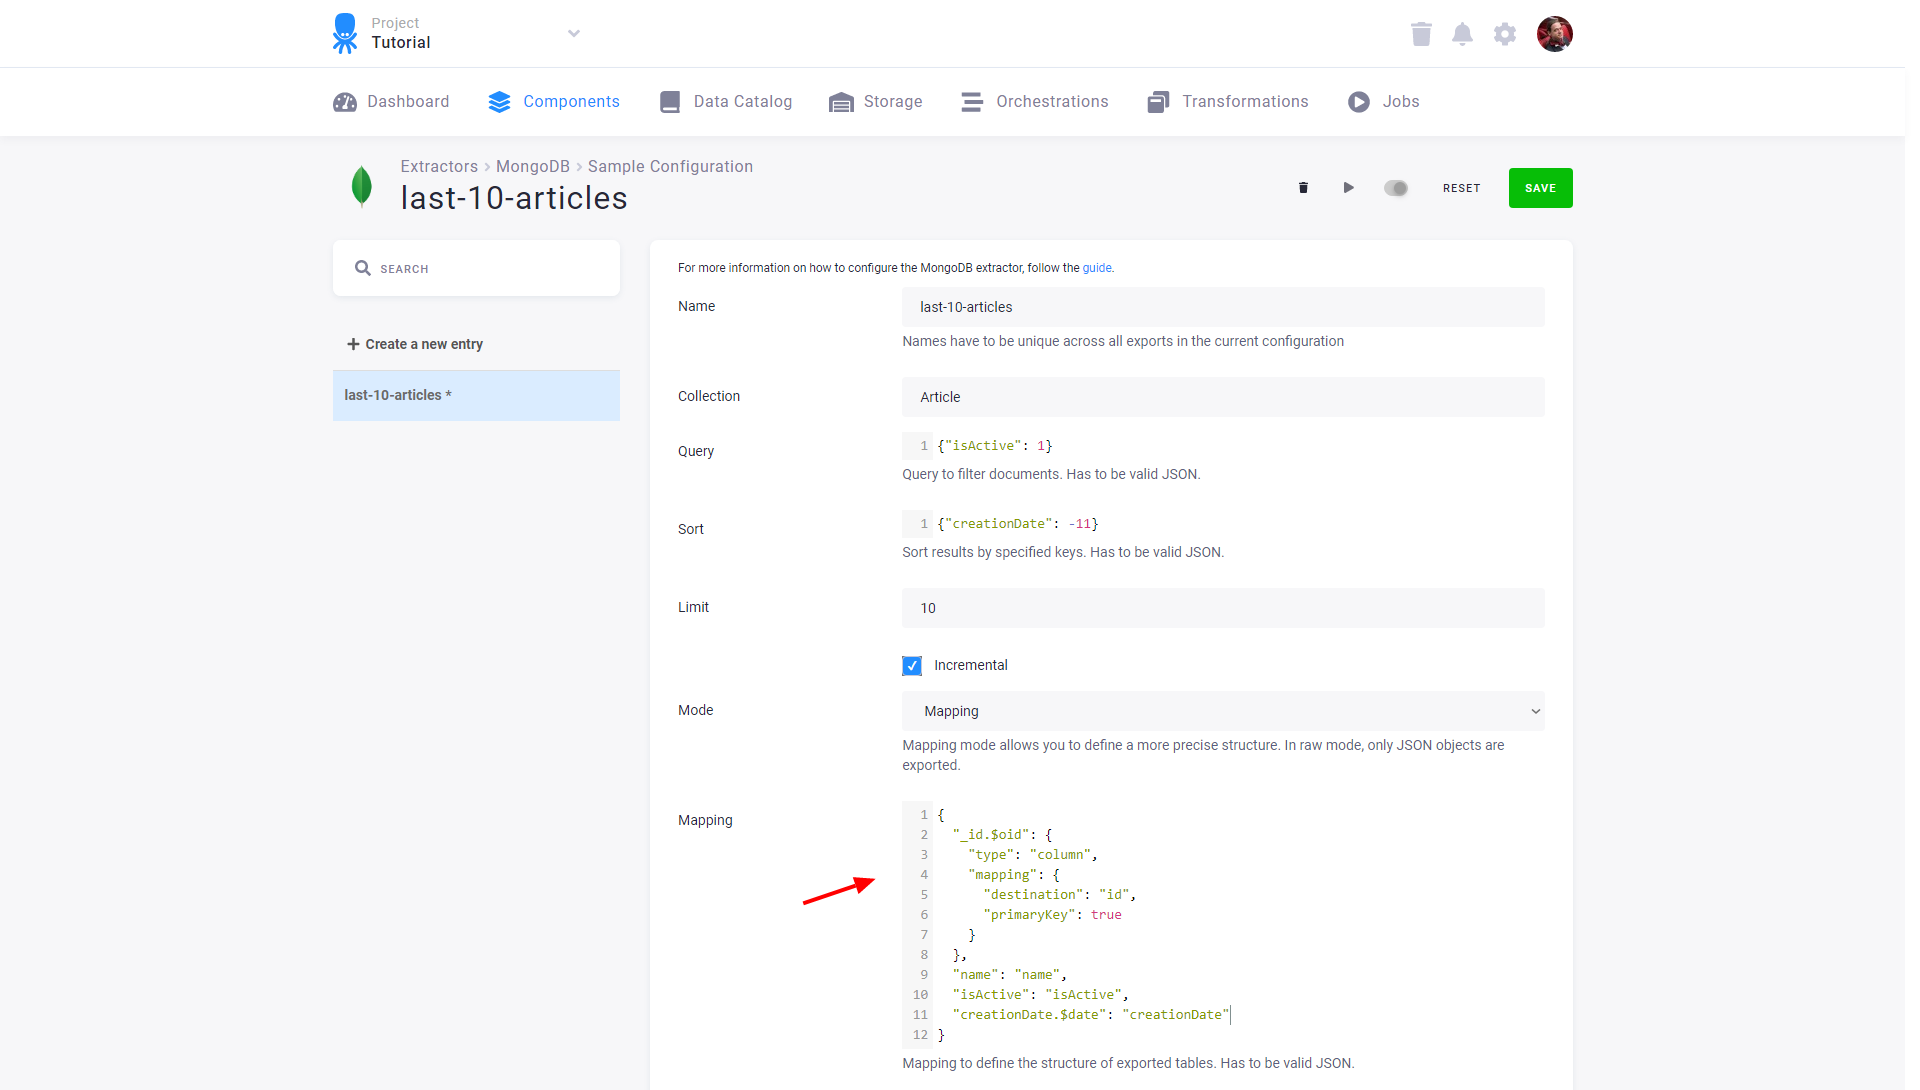 Project
Tutorial
Dashboard Components Data Catalog Storage Orchestrations Transformations Jobs
Extractors > MongoDB > Sample Configuration
last-10-articles
RESET SAVE
SEARCH
+ Create a new entry
last-10-articles *
For more information on how to configure the MongoDB extractor, follow the guide.
Name last-10-articles
Names have to be unique across all exports in the current configuration
Collection Article
Query 1 {"isActive": 1}
Query to filter documents. Has to be valid JSON.
Sort 1 {"creationDate": -11}
Sort results by specified keys. Has to be valid JSON.
Limit 10
Incremental
Mode Mapping
Mapping mode allows you to define a more precise structure. In raw mode, only JSON objects are
exported.
Mapping
1 {
2   "_id.$oid": {
3     "type": "column",
4     "mapping": {
5       "destination": "id",
6       "primaryKey": true
7     }
8   },
9   "name": "name",
10   "isActive": "isActive",
11   "creationDate.$date": "creationDate"
12 }
Mapping to define the structure of exported tables. Has to be valid JSON.